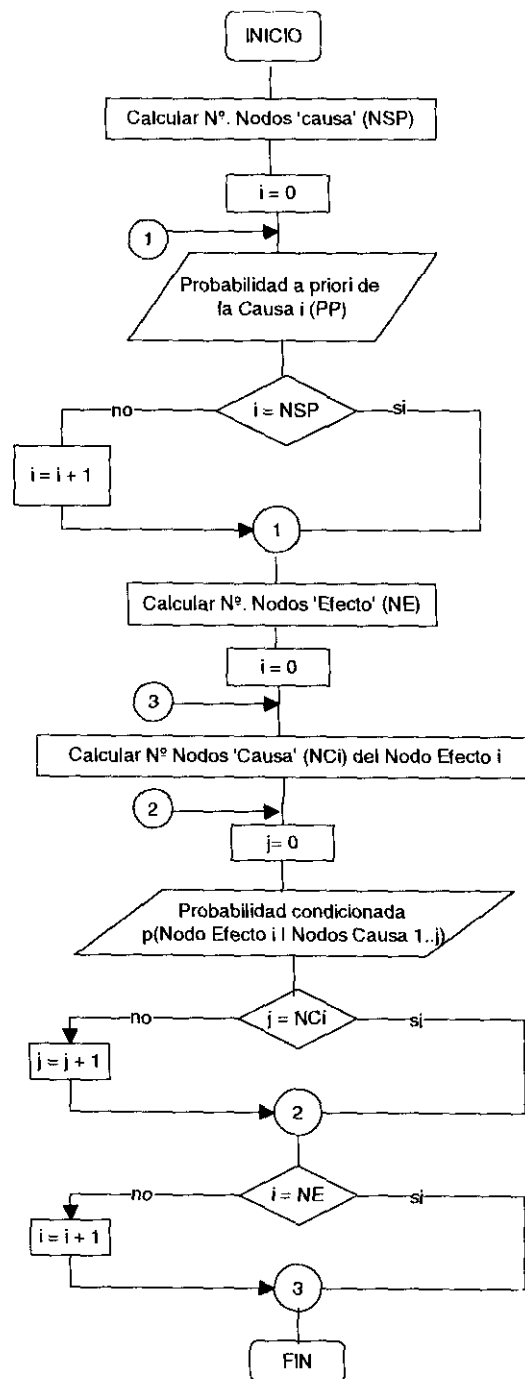 INICIO
Calcular Nº. Nodos 'causa' (NSP)
i = 0
1
Probabilidad a priori de
la Causa i (PP)
i = NSP
no
si
i = i + 1
1
Calcular Nº. Nodos 'Efecto' (NE)
i = 0
3
Calcular Nº Nodos 'Causa' (NCi) del Nodo Efecto i
2
j= 0
Probabilidad condicionada
p(Nodo Efecto i I Nodos Causa 1..j)
j = NCi
no
si
j = j + 1
2
i = NE
no
si
i = i + 1
3
FIN